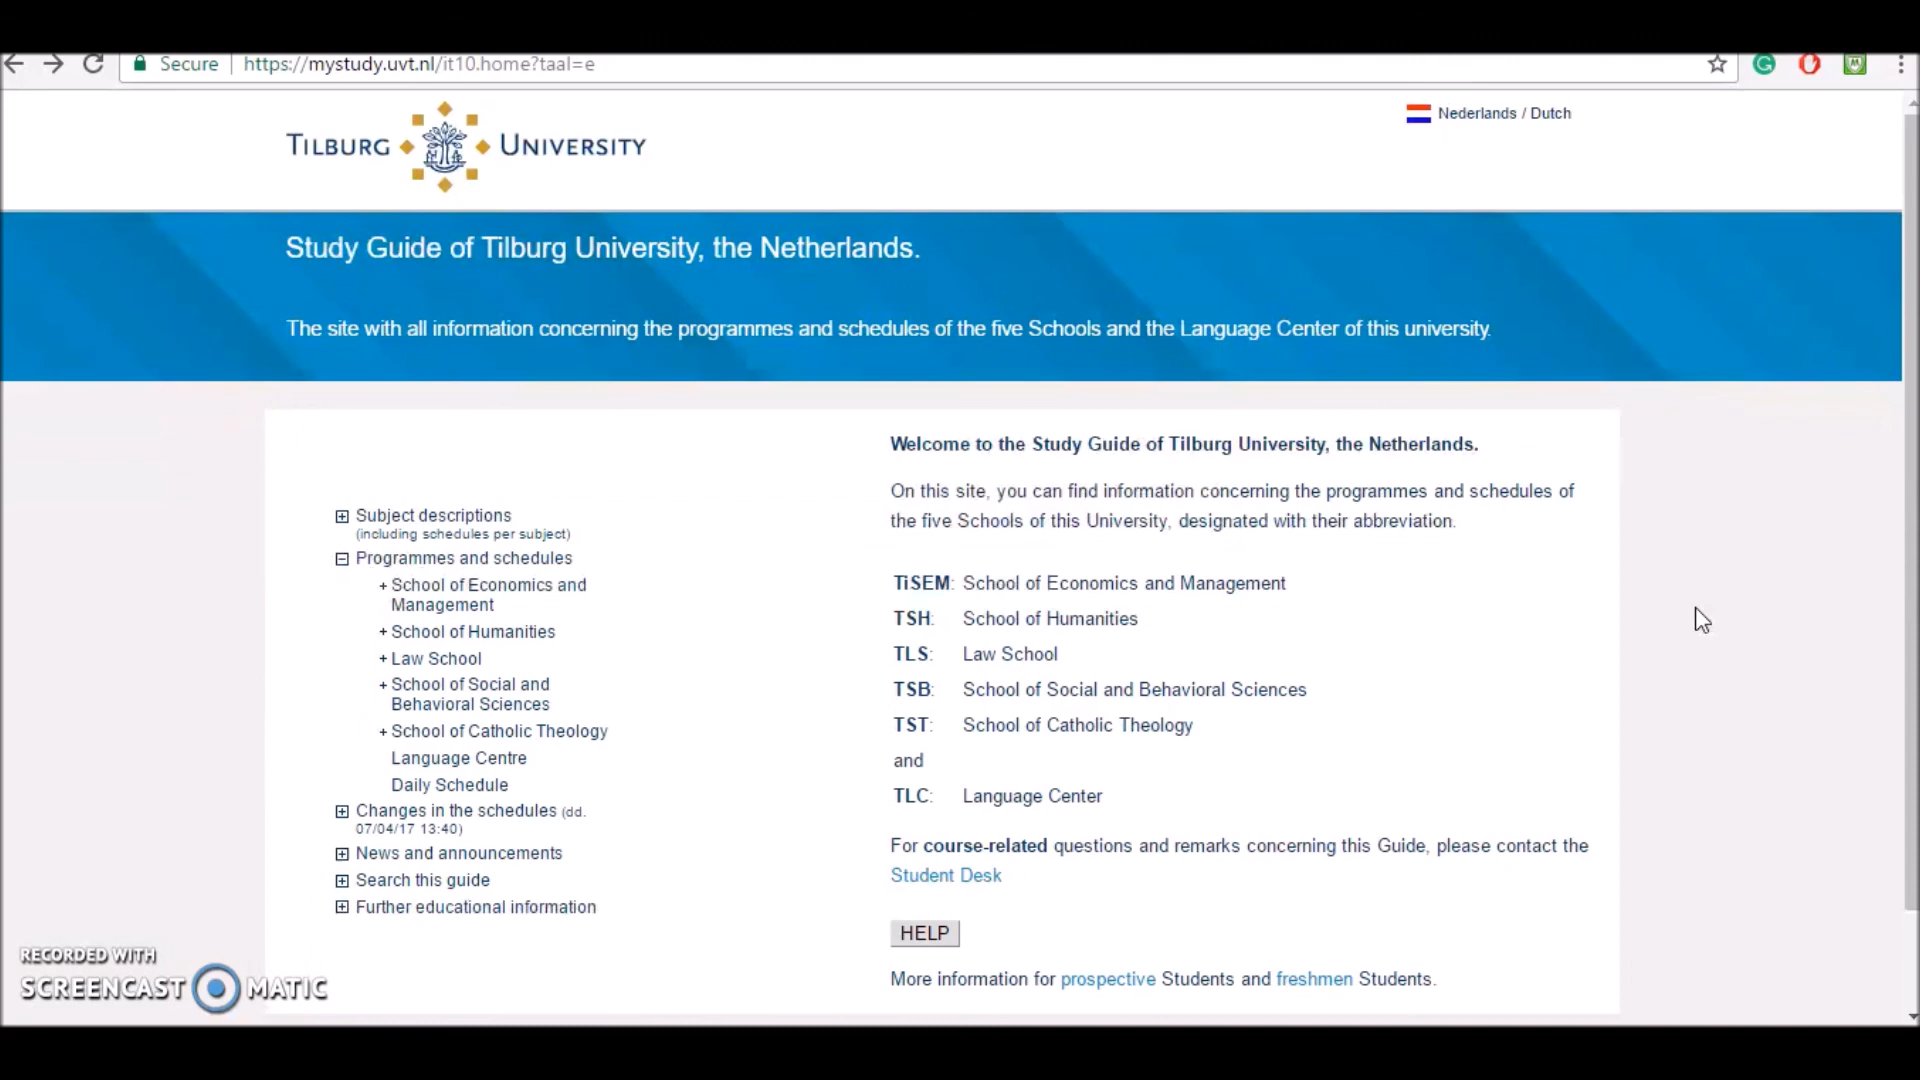 Secure https://mystudy.uvt.nl/it10.home?taal=e
Nederlands / Dutch
TILBURG UNIVERSITY
Study Guide of Tilburg University, the Netherlands.
The site with all information concerning the programmes and schedules of the five Schools and the Language Center of this university.
Subject descriptions
(including schedules per subject)
Programmes and schedules
+ School of Economics and
Management
+ School of Humanities
+ Law School
+ School of Social and
Behavioral Sciences
+ School of Catholic Theology
Language Centre
Daily Schedule
Changes in the schedules (dd.
07/04/17 13:40)
News and announcements
Search this guide
Further educational information
Welcome to the Study Guide of Tilburg University, the Netherlands.
On this site, you can find information concerning the programmes and schedules of
the five Schools of this University, designated with their abbreviation.
TiSEM: School of Economics and Management
TSH: School of Humanities
TLS: Law School
TSB: School of Social and Behavioral Sciences
TST: School of Catholic Theology
and
TLC: Language Center
For course-related questions and remarks concerning this Guide, please contact the
Student Desk
HELP
More information for prospective Students and freshmen Students.
RECORDED WITH
SCREENCAST MATIC